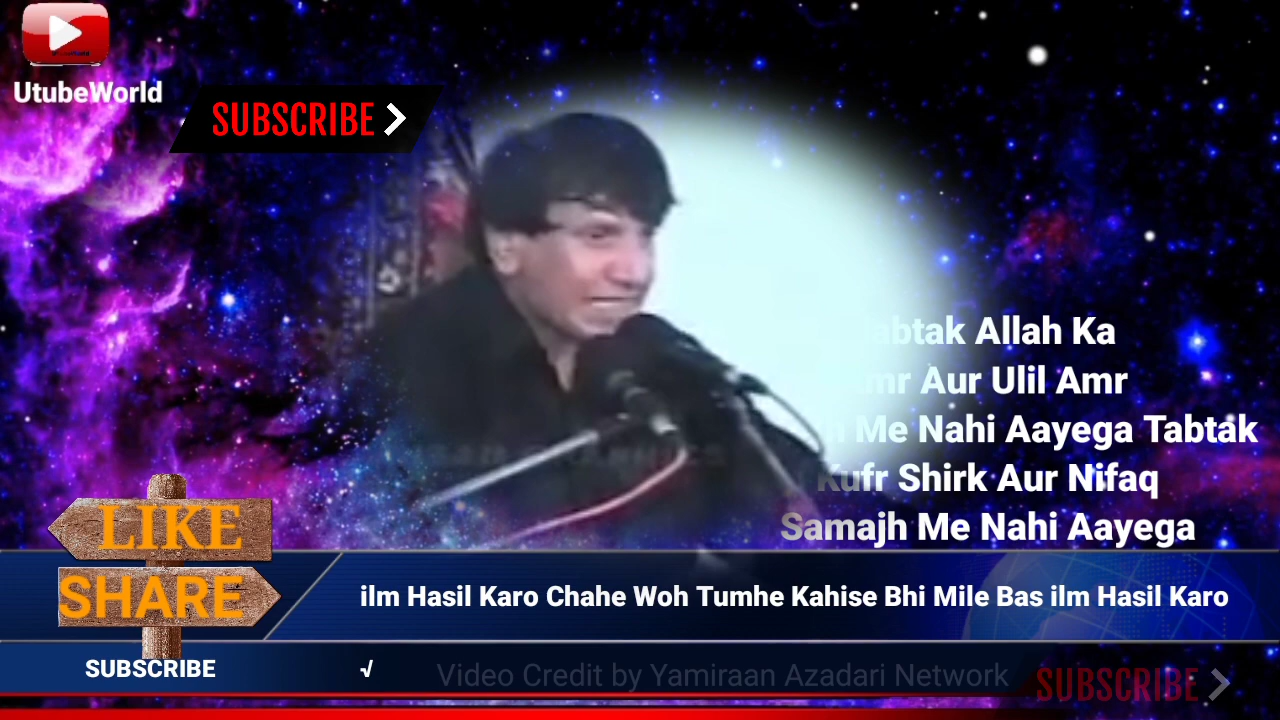 UtubeWorld
SUBSCRIBE
Allah Ka
Aur Ulil Amr
Me Nahi Aayega Tabtak
Kufr Shirk Aur Nifaq
Samajh Me Nahi Aayega
LIKE
SHARE
ilm Hasil Karo Chahe Woh Tumhe Kahise Bhi Mile Bas ilm Hasil Karo
SUBSCRIBE √
Video Credit by Yamiraan Azadari Network
SUBSCRIBE